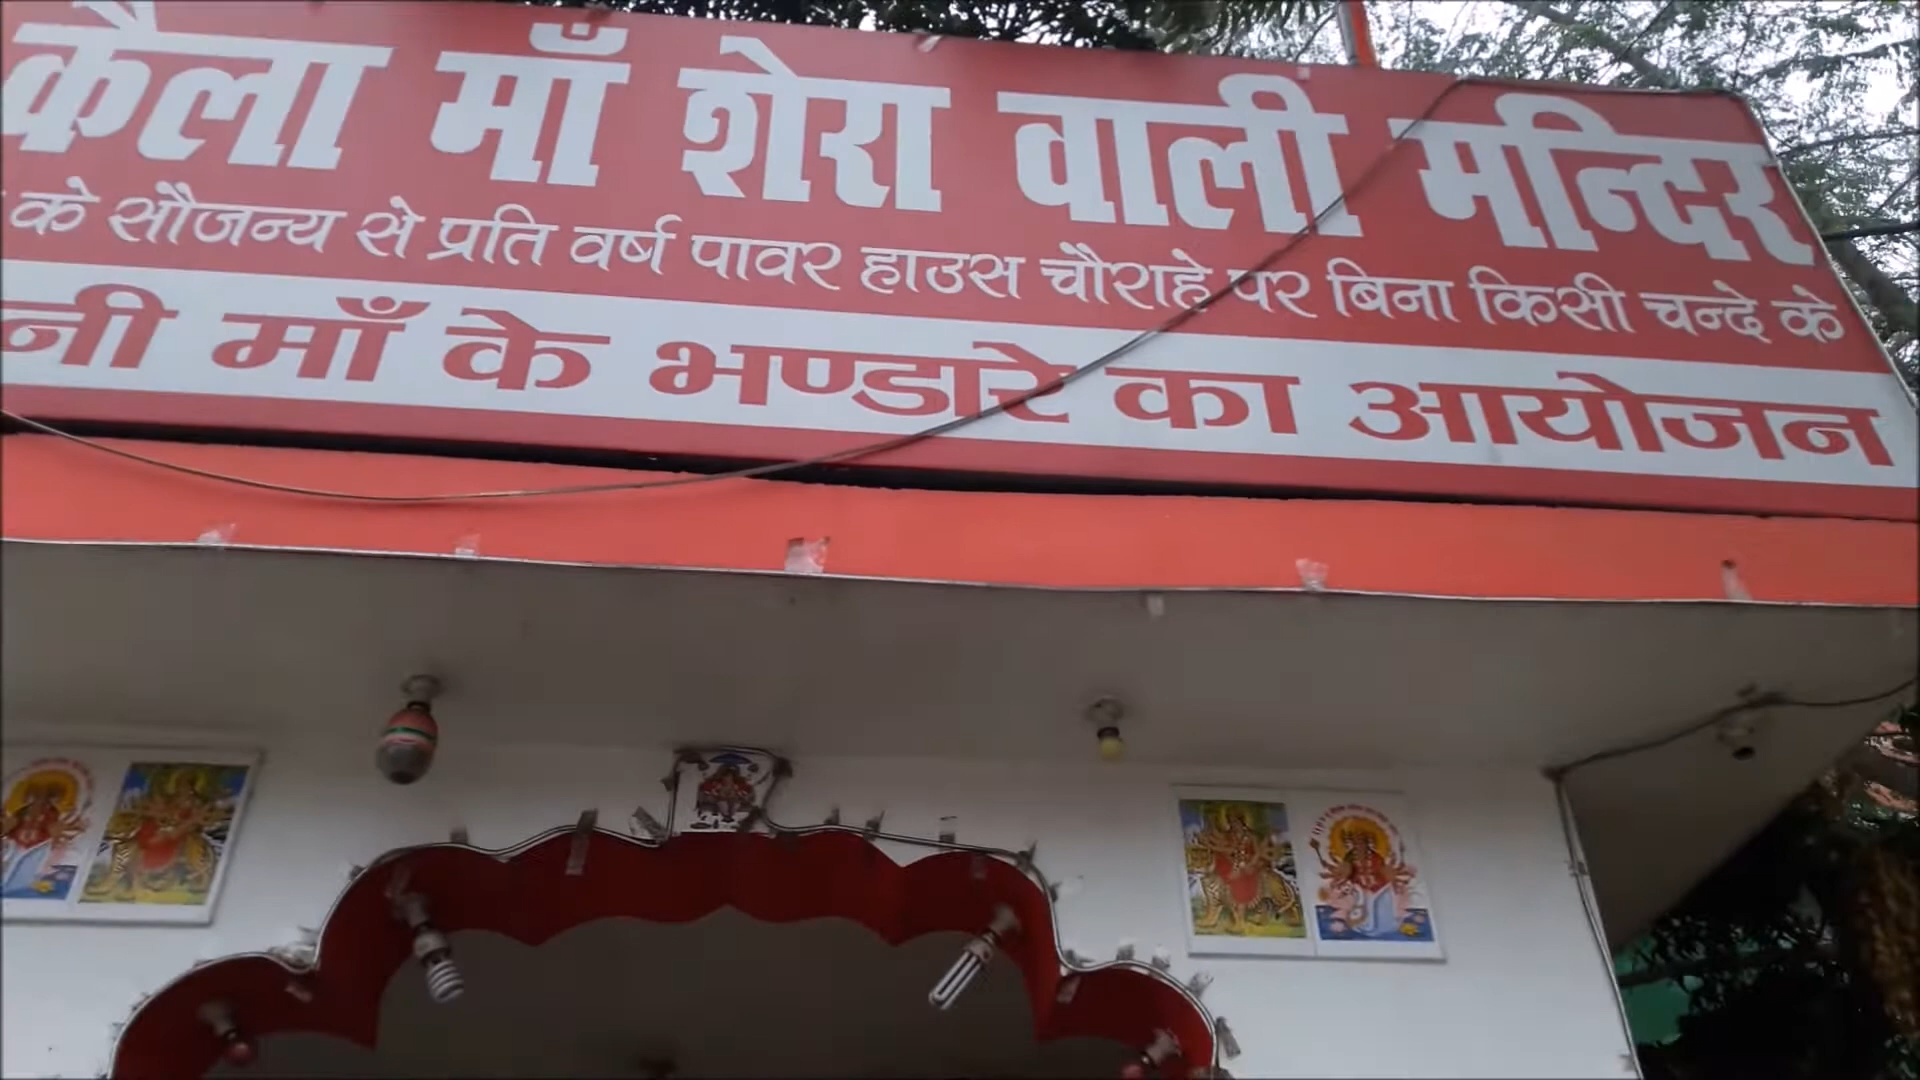 कैला माँ शेरा वाली मन्दिर
के सौजन्य से प्रति वर्ष पावर हाउस चौराहे पर बिना किसी चन्दे के
नी माँ के भण्डारे का आयोजन